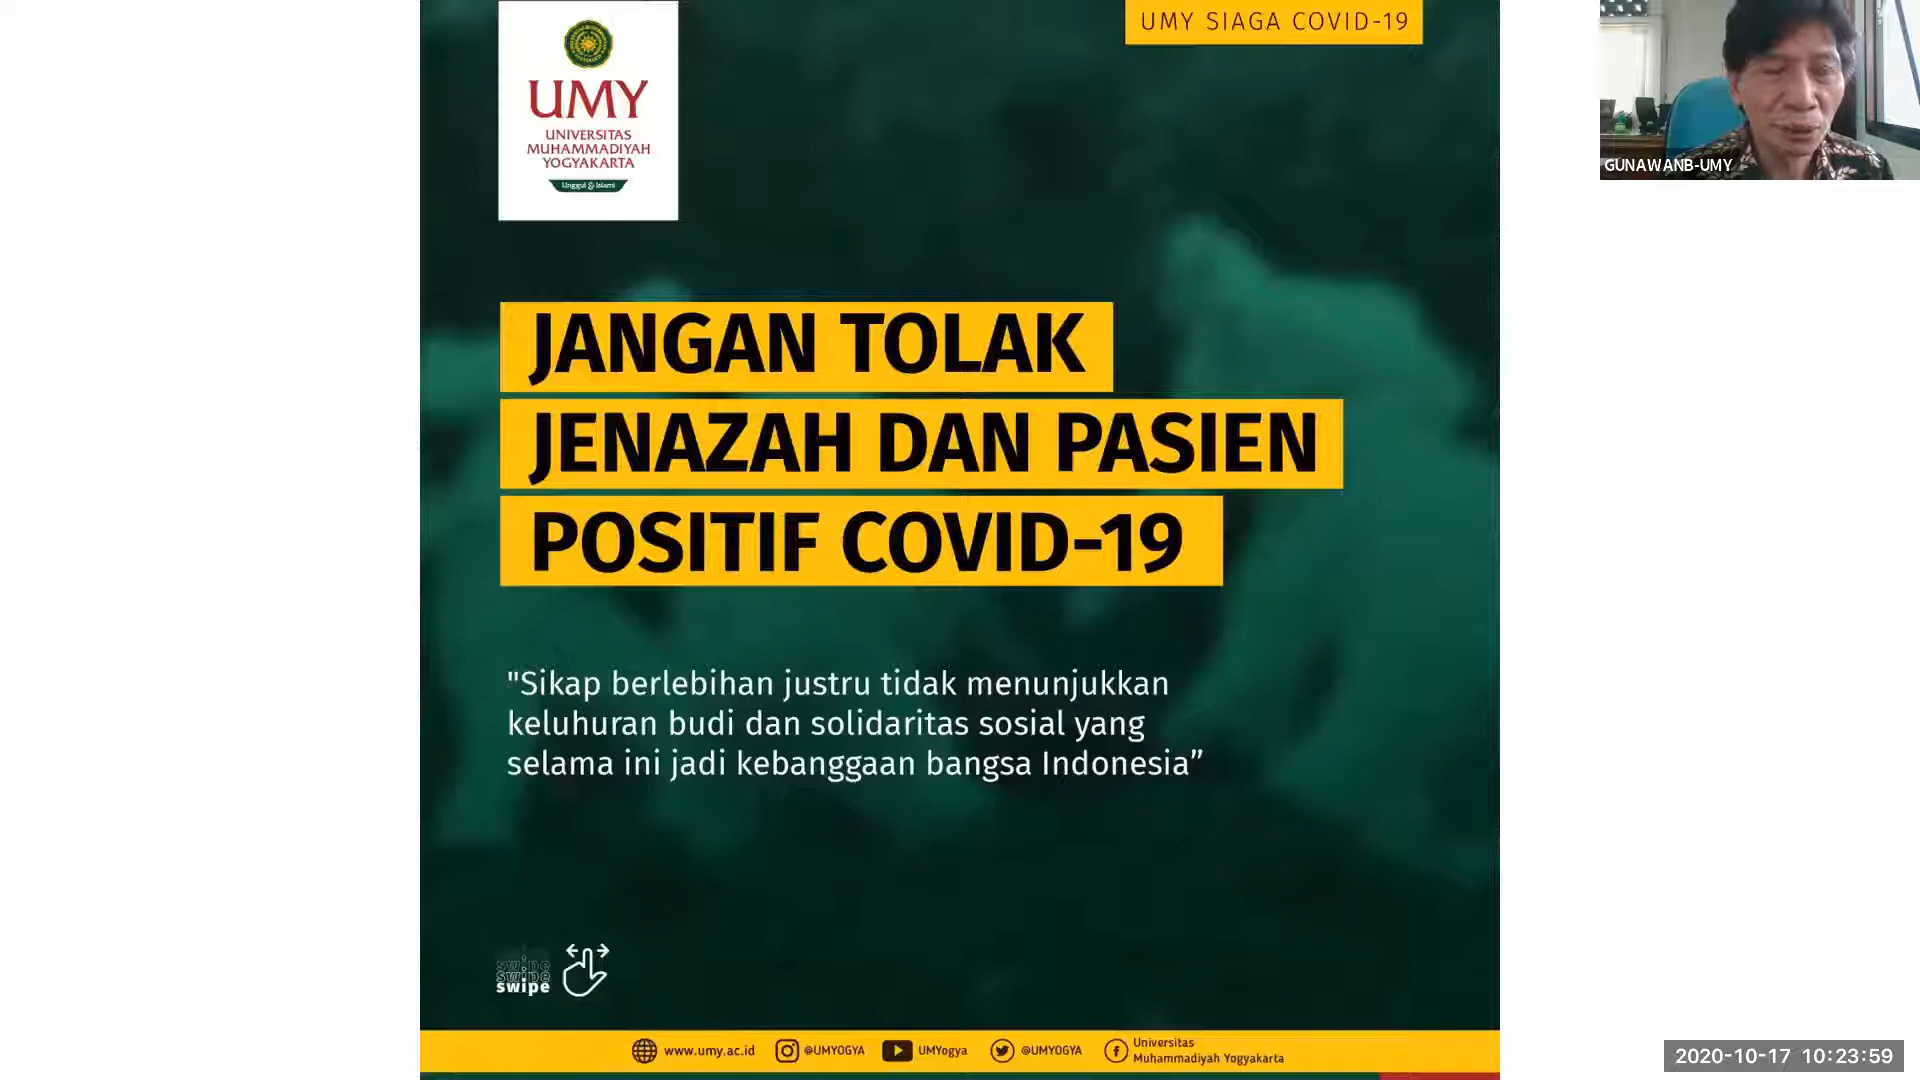 UMY SIAGA COVID-19
UMY
UNIVERSITAS
MUHAMMADIYAH
YOGYAKARTA
Unggul & Islami
GUNAWANB-UMY
JANGAN TOLAK
JENAZAH DAN PASIEN
POSITIF COVID-19
"Sikap berlebihan justru tidak menunjukkan
keluhuran budi dan solidaritas sosial yang
selama ini jadi kebanggaan bangsa Indonesia”
swipe
swipe
swipe
www.umy.ac.id @UMYOGYA UMYogya @UMYOGYA Universitas
Muhammadiyah Yogyakarta
2020-10-17 10:23:59